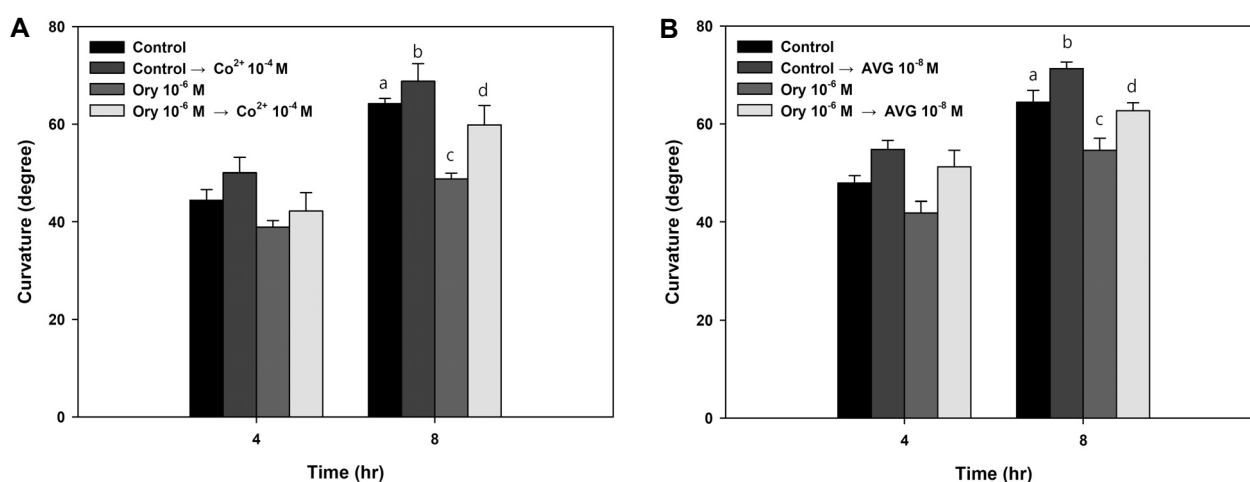 A
Curvature (degree)
80
60
40
20
0
Control
Control → Co²⁺ 10⁻⁴ M
Ory 10⁻⁶ M
Ory 10⁻⁶ M → Co²⁺ 10⁻⁴ M
a
b
c
d
4
8
Time (hr)
B
Curvature (degree)
80
60
40
20
0
Control
Control → AVG 10⁻⁸ M
Ory 10⁻⁶ M
Ory 10⁻⁶ M → AVG 10⁻⁸ M
a
b
c
d
4
8
Time (hr)